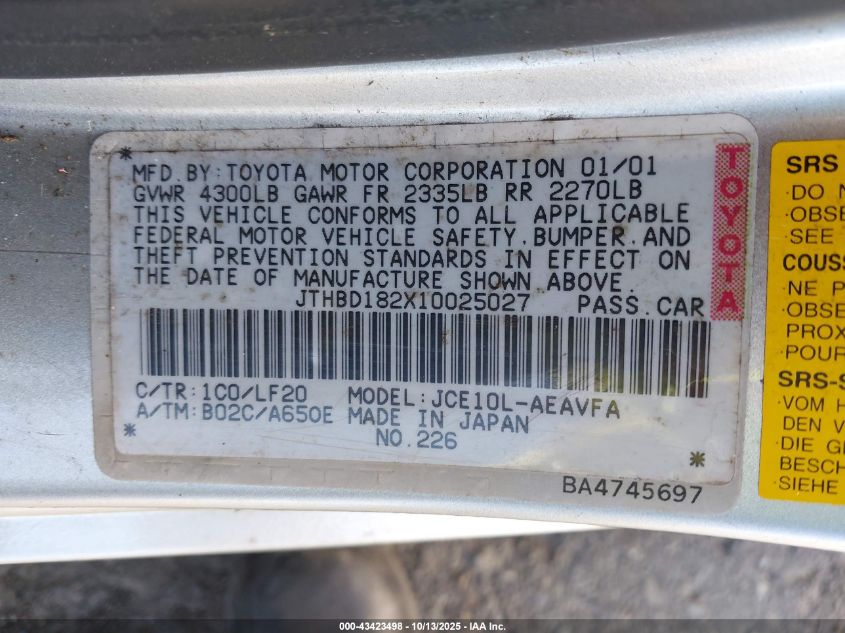 MFD.BY:TOYOTA MOTOR CORPORATION 01/01
GVWR 4300LB GAWR FR 2335LB RR 2270LB
THIS VEHICLE CONFORMS TO ALL APPLICABLE
FEDERAL MOTOR VEHICLE SAFETY,BUMPER,AND
THEFT PREVENTION STANDARDS IN EFFECT ON
THE DATE OF MANUFACTURE SHOWN ABOVE.
JTHBD182X10025027 PASS.CAR
C/TR:1C0/LF20 MODEL:JCE10L-AEAVFA
A/TM:B02C/A650E MADE IN JAPAN
NO.226
BA4745697
TOYOTA
SRS
·DO N
·OBSE
·SEE
COUSS
·NE P
·OBSE
PROX
·POUR
SRS-S
·VOM H
DEN V
·DIE GE
BESCH
·SIEHE
000-43423498 - 10/13/2025 - IAA Inc.